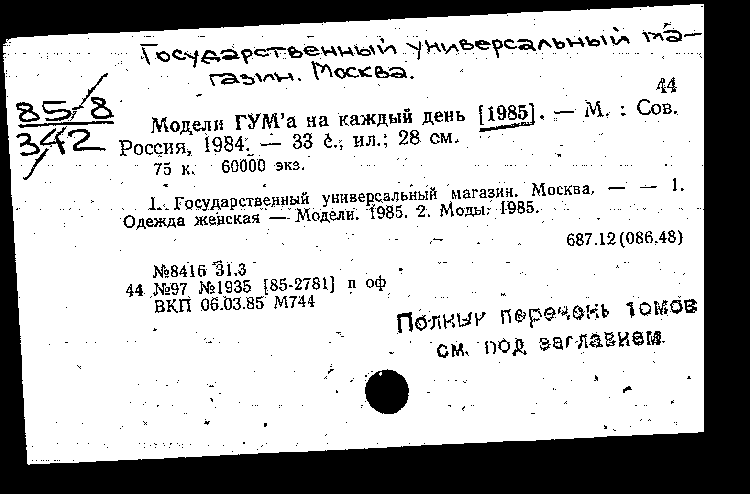 Государственный универсальный ма-
газин. Москва.
85-8
342
44
Модели ГУМ'а на каждый день [1985]. — М. : Сов.
Россия, 1984. — 33 с.; ил.; 28 см.
75 к. 60000 экз.
I. Государственный универсальный магазин. Москва. — — 1.
Одежда женская — Модели. 1985. 2. Моды. 1985.
687.12(086.48)
№8416 31.3
44 №97 №1935 [85-2781] п оф
ВКП 06.03.85 М744
Полный перечень томов
см. под заглавием.